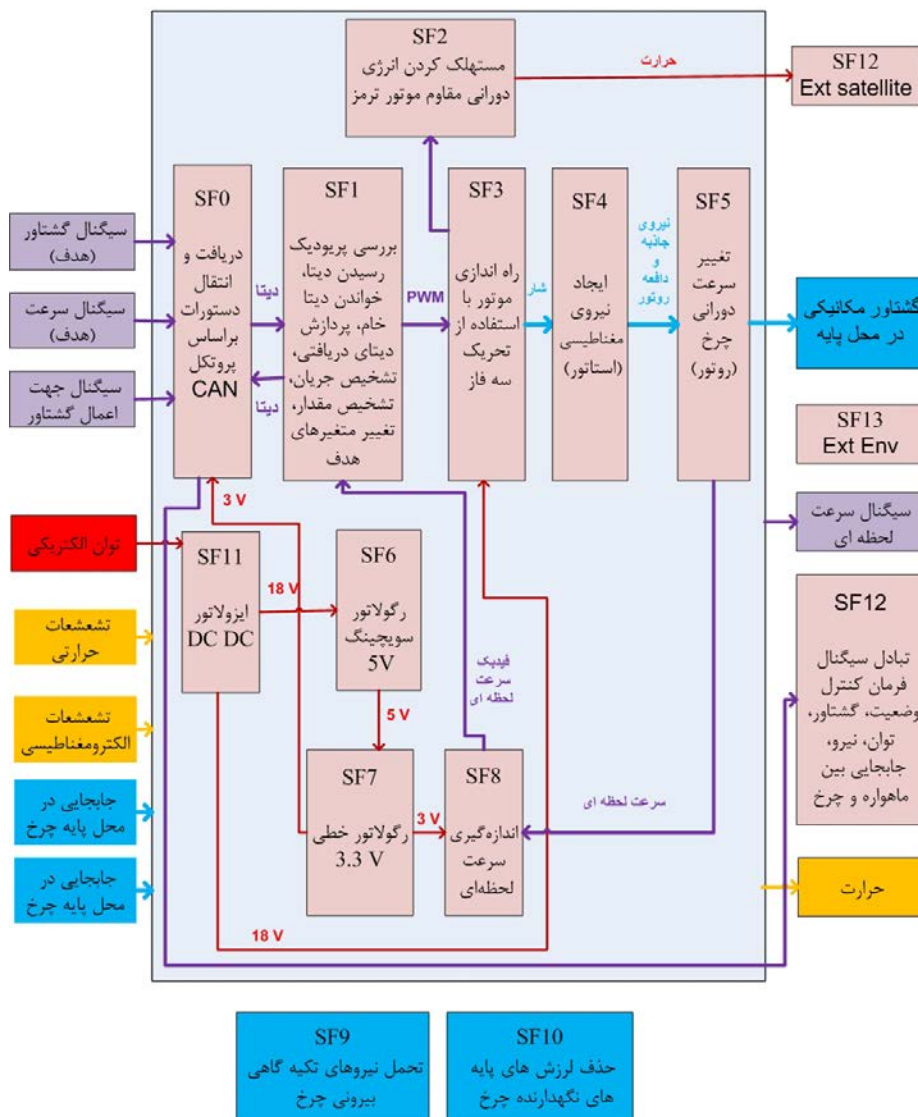 SF2
مستهلک کردن انرژی
دورانی مقاوم موتور ترمز
حرارت
SF12
Ext satellite
سیگنال گشتاور
(هدف)
سیگنال سرعت
(هدف)
سیگنال جهت
اعمال گشتاور
SF0
دریافت و
انتقال
دستورات
براساس
پروتکل
CAN
دیتا
دیتا
SF1
بررسی پریودیک
رسیدن دیتا،
خواندن دیتا
خام، پردازش
دیتای دریافتی،
تشخیص جریان،
تشخیص مقدار،
تغییر متغیرهای
هدف
PWM
SF3
راه اندازی
موتور با
استفاده از
تحریک
سه فاز
شار
SF4
ایجاد
نیروی
مغناطیسی
(استاتور)
نیروی
جاذبه
و
دافعه
روتور
SF5
تغییر
سرعت
دورانی
چرخ
(روتور)
گشتاور مکانیکی
در محل پایه
SF13
Ext Env
سیگنال سرعت
لحظه ای
3 V
توان الکتریکی
SF11
ایزولاتور
DC DC
18 V
SF6
رگولاتور
سویچینگ
5V
فیدبک
سرعت
لحظه ای
5 V
تشعشعات
حرارتی
تشعشعات
الکترومغناطیسی
جابجایی در
محل پایه چرخ
جابجایی در
محل پایه چرخ
SF7
رگولاتور خطی
3.3 V
3 V
SF8
اندازه‌گیری
سرعت
لحظه‌ای
سرعت لحظه ای
18 V
SF12
تبادل سیگنال
فرمان کنترل
وضعیت، گشتاور،
توان، نیرو،
جابجایی بین
ماهواره و چرخ
حرارت
SF9
تحمل نیروهای تکیه گاهی
بیرونی چرخ
SF10
حذف لرزش های پایه
های نگهدارنده چرخ